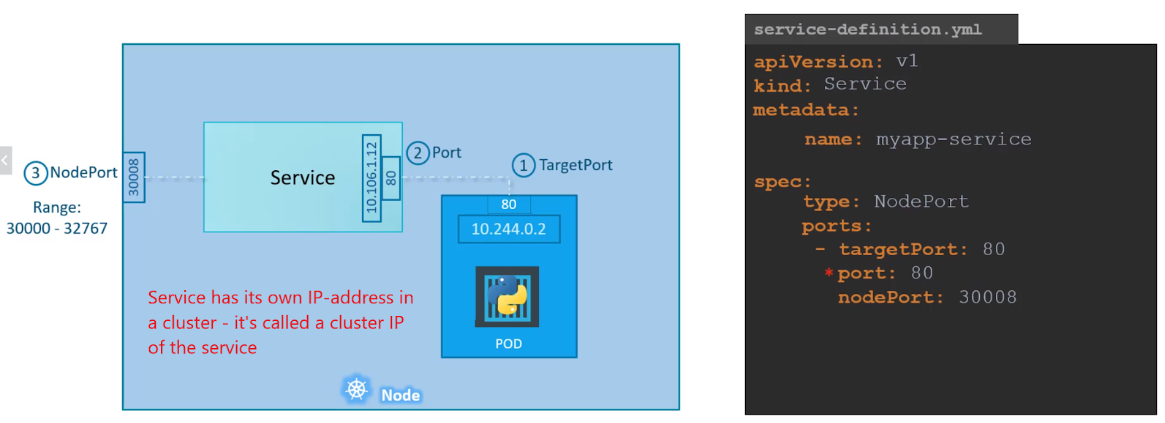 3 NodePort
Range:
30000 - 32767
30008
Service
10.106.1.12
80
2 Port
1 TargetPort
80
10.244.0.2
POD
Service has its own IP-address in
a cluster - it's called a cluster IP
of the service
Node
service-definition.yml
apiVersion: v1
kind: Service
metadata:
name: myapp-service
spec:
type: NodePort
ports:
- targetPort: 80
*port: 80
nodePort: 30008